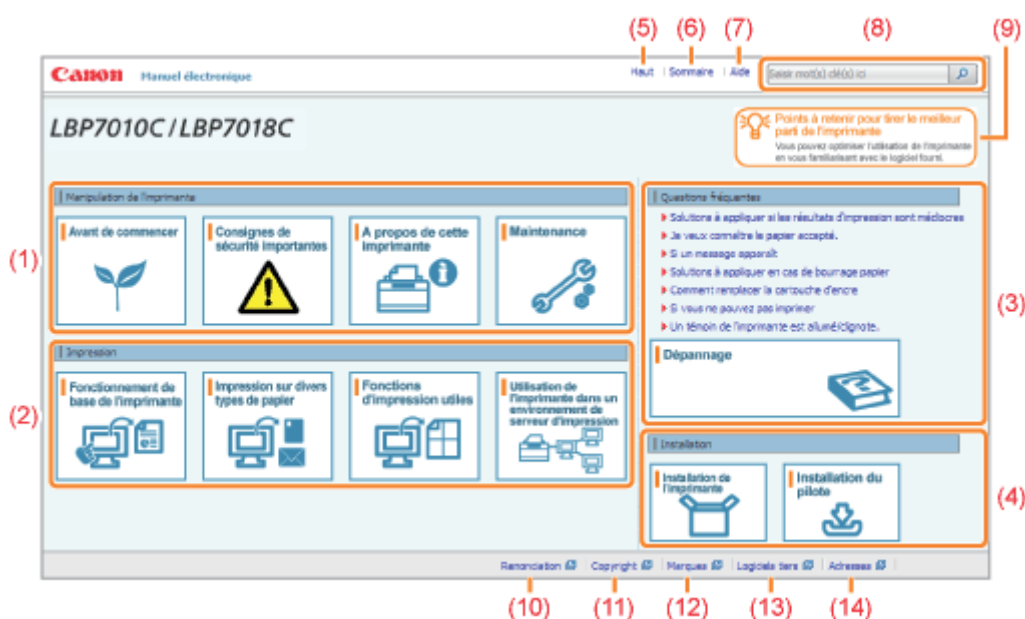 (5) (6) (7) (8) (9)
Canon Manuel électronique
Haut Sommaire Aide Saisir mot(s) clé(s) ici
LBP7010C / LBP7018C
Points à retenir pour tirer le meilleur
parti de l'imprimante
Vous pouvez optimiser l'utilisation de l'imprimante
en vous familiarisant avec le logiciel fourni.
(1)
Manipulation de l'imprimante
Avant de commencer
Consignes de
sécurité importantes
A propos de cette
imprimante
Maintenance
(2)
Impression
Fonctionnement de
base de l'imprimante
Impression sur divers
types de papier
Fonctions
d'impression utiles
Utilisation de
l'imprimante dans un
environnement de
serveur d'impression
(3)
Questions fréquentes
Solutions à appliquer si les résultats d'impression sont médiocres
Je veux connaître le papier accepté.
Si un message apparaît
Solutions à appliquer en cas de bourrage papier
Comment remplacer la cartouche d'encre
Si vous ne pouvez pas imprimer
Un témoin de l'imprimante est allumé/clignote.
Dépannage
(4)
Installation
Installation de
l'imprimante
Installation du
pilote
Renonciation Copyright Marques Logiciels tiers Adresses
(10) (11) (12) (13) (14)